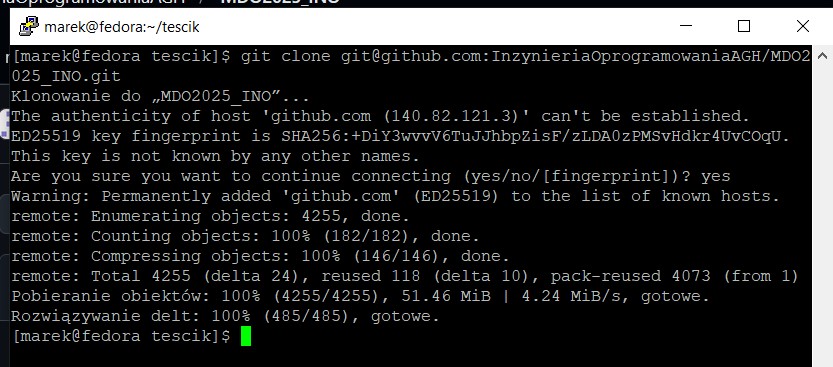 MDO2025_INO
marek@fedora:~/tescik
[marek@fedora tescik]$ git clone git@github.com:InzynieriaOprogramowaniaAGH/MDO2
025_INO.git
Klonowanie do „MDO2025_INO”...
The authenticity of host 'github.com (140.82.121.3)' can't be established.
ED25519 key fingerprint is SHA256:+DiY3wvvV6TuJJhbpZisF/zLDA0zPMSvHdkr4UvCOqU.
This key is not known by any other names.
Are you sure you want to continue connecting (yes/no/[fingerprint])? yes
Warning: Permanently added 'github.com' (ED25519) to the list of known hosts.
remote: Enumerating objects: 4255, done.
remote: Counting objects: 100% (182/182), done.
remote: Compressing objects: 100% (146/146), done.
remote: Total 4255 (delta 24), reused 118 (delta 10), pack-reused 4073 (from 1)
Pobieranie obiektów: 100% (4255/4255), 51.46 MiB | 4.24 MiB/s, gotowe.
Rozwiązywanie delt: 100% (485/485), gotowe.
[marek@fedora tescik]$